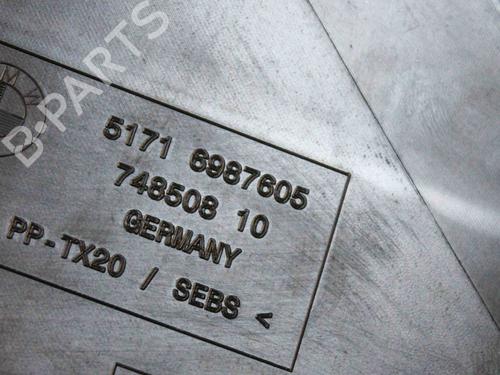 B-PARTS
5171 6987605
748508 10
GERMANY
PP-TX20 / SEBS <